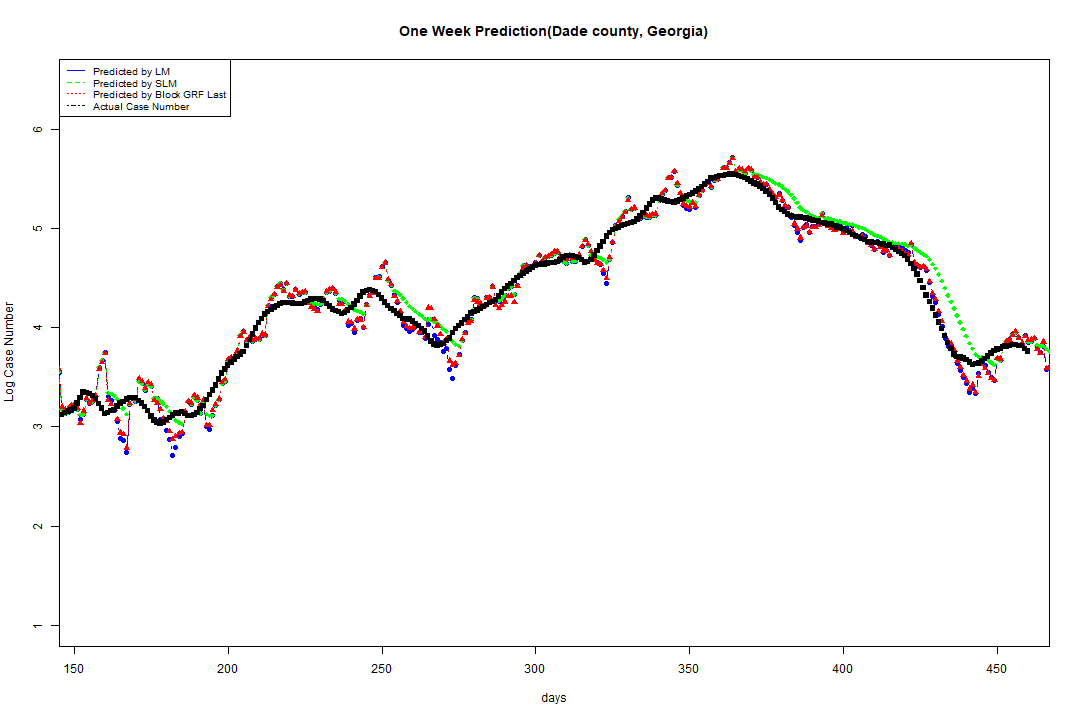 One Week Prediction(Dade county, Georgia)
Predicted by LM
Predicted by SLM
Predicted by Block GRF Last
Actual Case Number
6
5
4
3
2
1
Log Case Number
150 200 250 300 350 400 450
days